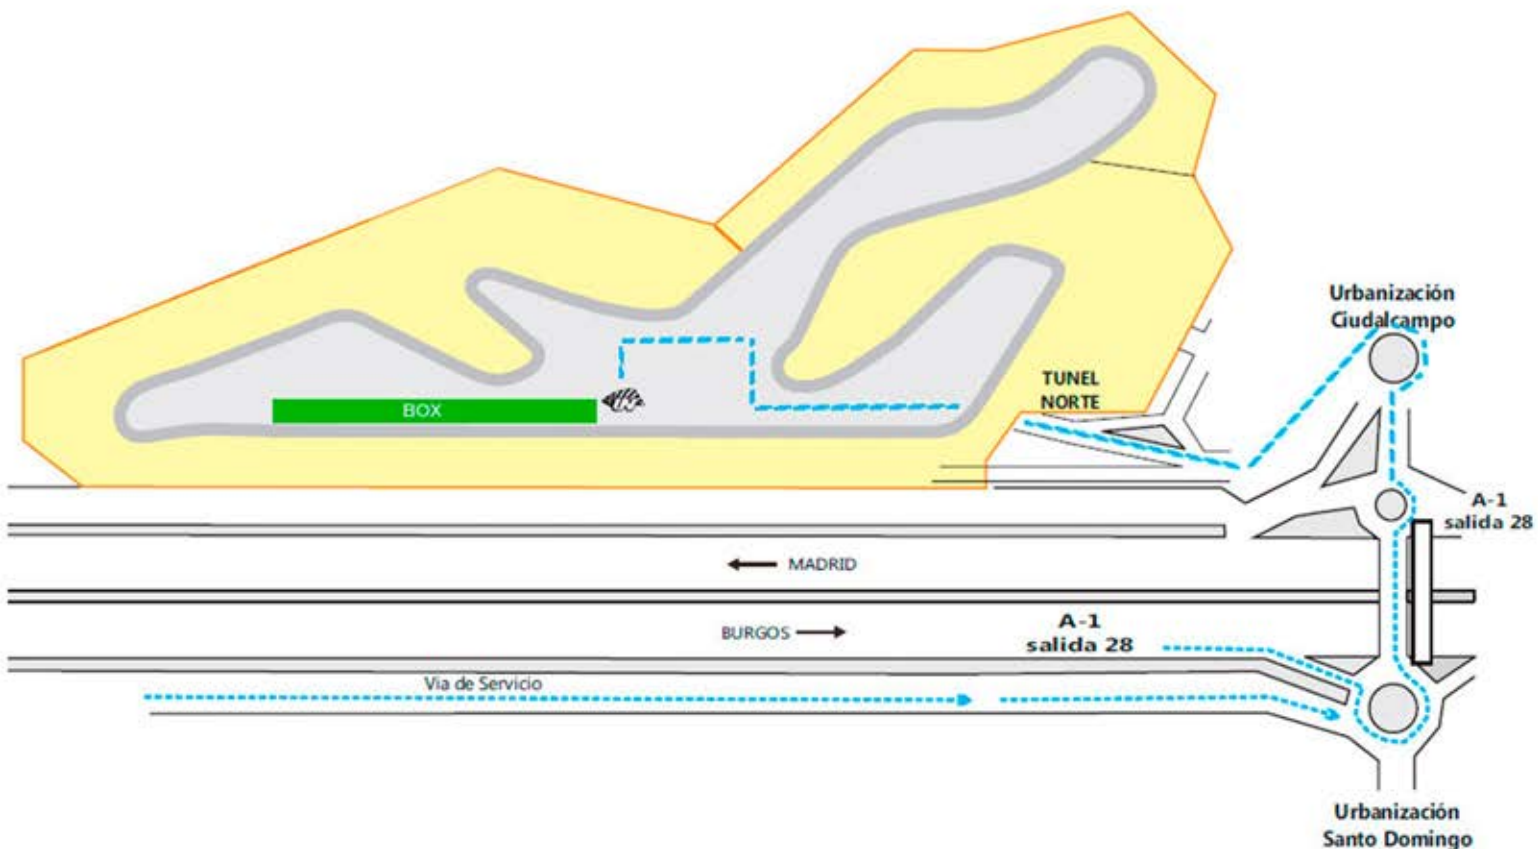 Urbanización
Ciudalcampo
TUNEL
NORTE
BOX
A-1
salida 28
MADRID
A-1
salida 28
BURGOS
Via de Servicio
Urbanización
Santo Domingo